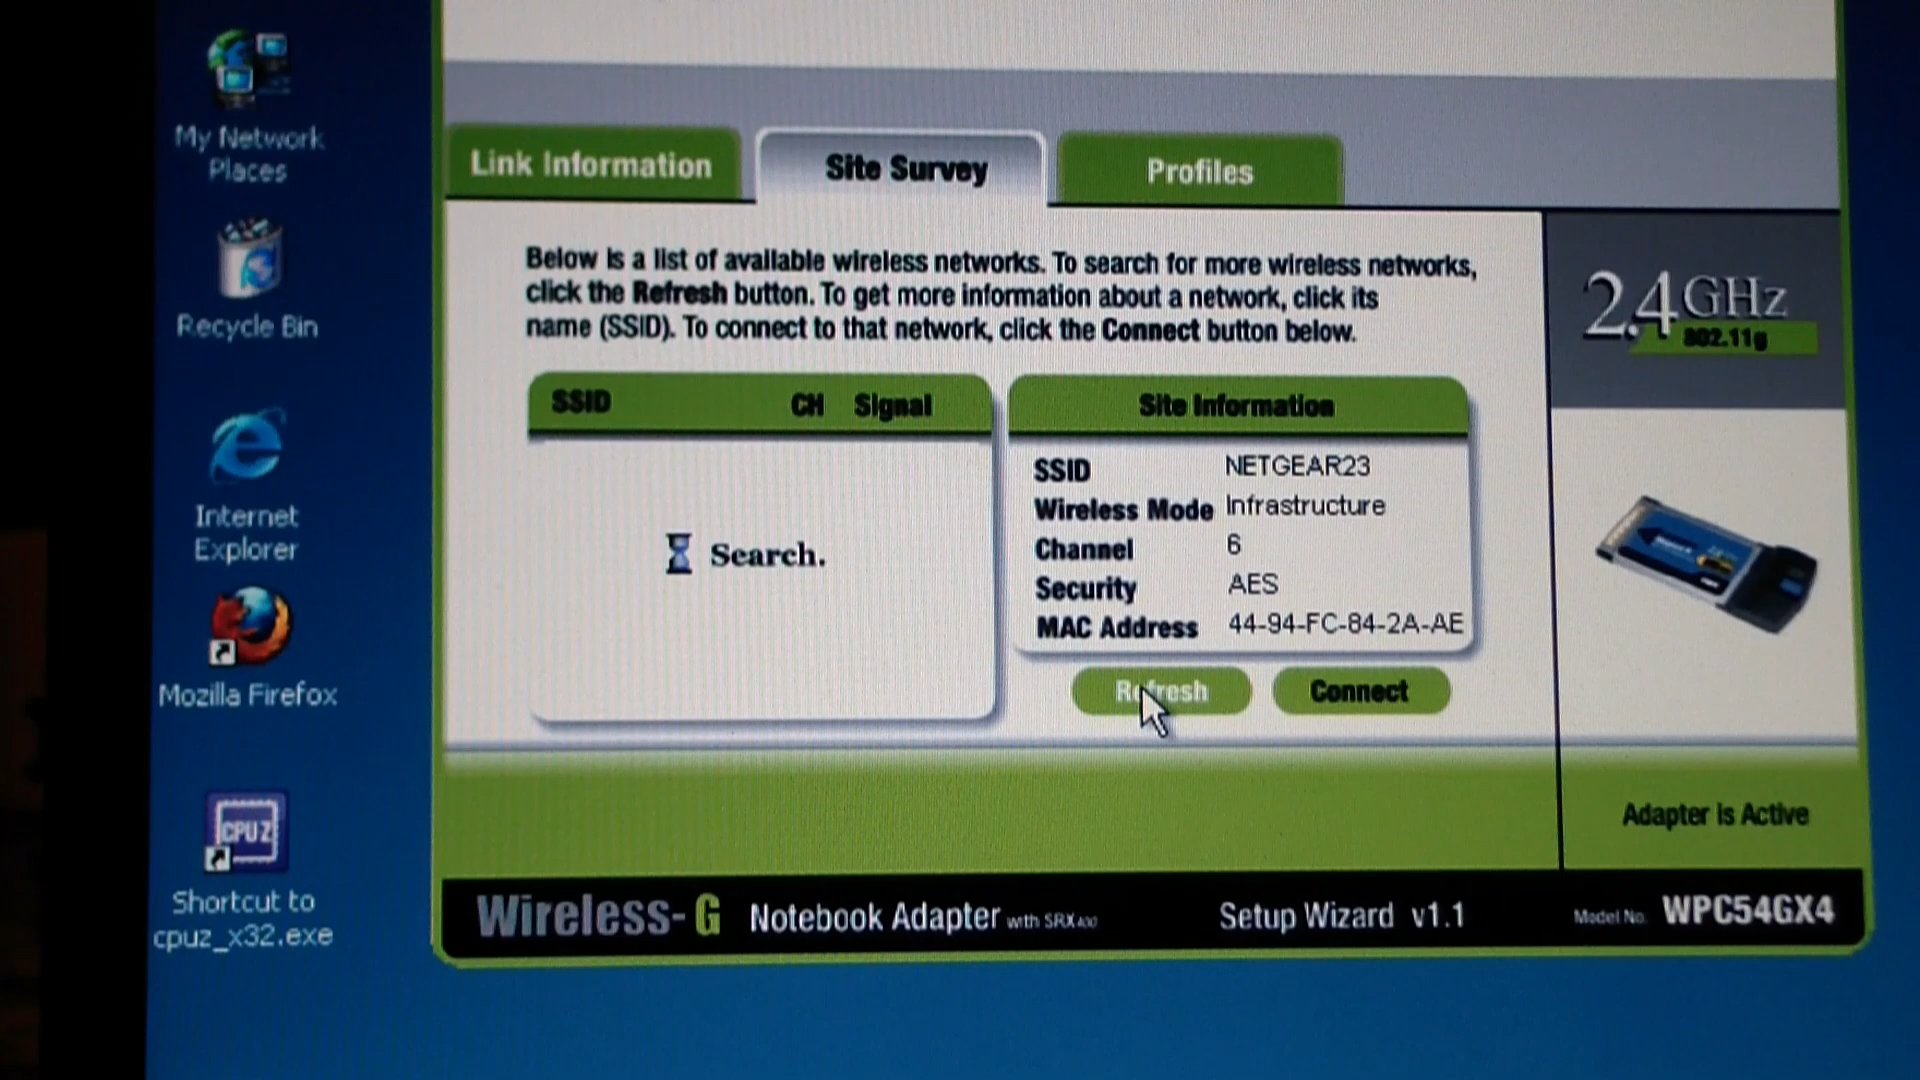 My Network
Places
Recycle Bin
Internet
Explorer
Mozilla Firefox
CPU Z
Shortcut to
cpuz_x32.exe
Link Information
Site Survey
Profiles
Below is a list of available wireless networks. To search for more wireless networks,
click the Refresh button. To get more information about a network, click its
name (SSID). To connect to that network, click the Connect button below.
SSID CH Signal
Search.
Site Information
SSID NETGEAR23
Wireless Mode Infrastructure
Channel 6
Security AES
MAC Address 44-94-FC-84-2A-AE
Refresh Connect
2.4GHz
802.11g
Adapter is Active
Wireless-G Notebook Adapter with SRX400 Setup Wizard v1.1 Model No. WPC54GX4